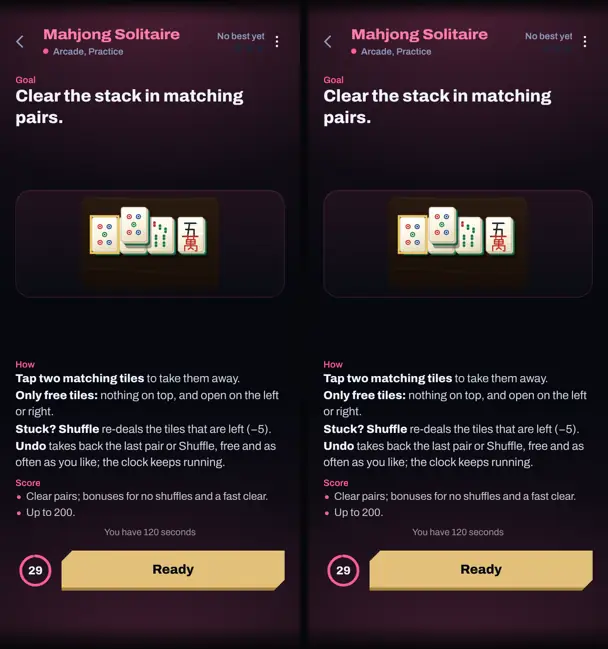 Mahjong Solitaire
No best yet
Arcade, Practice
Goal
Clear the stack in matching
pairs.
五
萬
How
Tap two matching tiles to take them away.
Only free tiles: nothing on top, and open on the left
or right.
Stuck? Shuffle re-deals the tiles that are left (−5).
Undo takes back the last pair or Shuffle, free and as
often as you like; the clock keeps running.
Score
Clear pairs; bonuses for no shuffles and a fast clear.
Up to 200.
You have 120 seconds
29
Ready
Mahjong Solitaire
No best yet
Arcade, Practice
Goal
Clear the stack in matching
pairs.
五
萬
How
Tap two matching tiles to take them away.
Only free tiles: nothing on top, and open on the left
or right.
Stuck? Shuffle re-deals the tiles that are left (−5).
Undo takes back the last pair or Shuffle, free and as
often as you like; the clock keeps running.
Score
Clear pairs; bonuses for no shuffles and a fast clear.
Up to 200.
You have 120 seconds
29
Ready